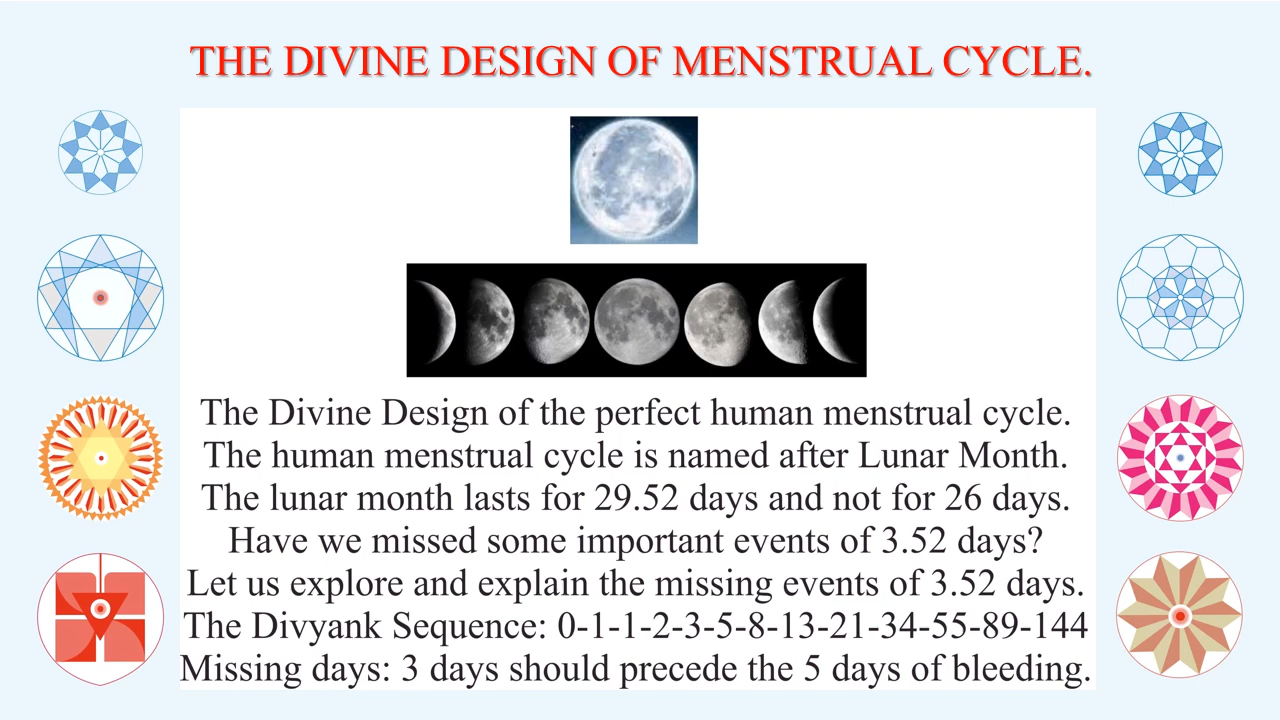 THE DIVINE DESIGN OF MENSTRUAL CYCLE.
The Divine Design of the perfect human menstrual cycle.
The human menstrual cycle is named after Lunar Month.
The lunar month lasts for 29.52 days and not for 26 days.
Have we missed some important events of 3.52 days?
Let us explore and explain the missing events of 3.52 days.
The Divyank Sequence: 0-1-1-2-3-5-8-13-21-34-55-89-144
Missing days: 3 days should precede the 5 days of bleeding.